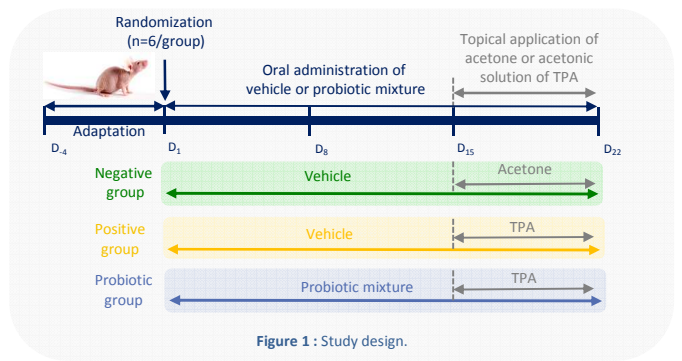 Randomization
(n=6/group)
Topical application of
acetone or acetonic
solution of TPA
Oral administration of
vehicle or probiotic mixture
Adaptation
D-4
D1
D8
D15
D22
Negative
group
Vehicle
Acetone
Positive
group
Vehicle
TPA
Probiotic
group
Probiotic mixture
TPA
Figure 1 : Study design.